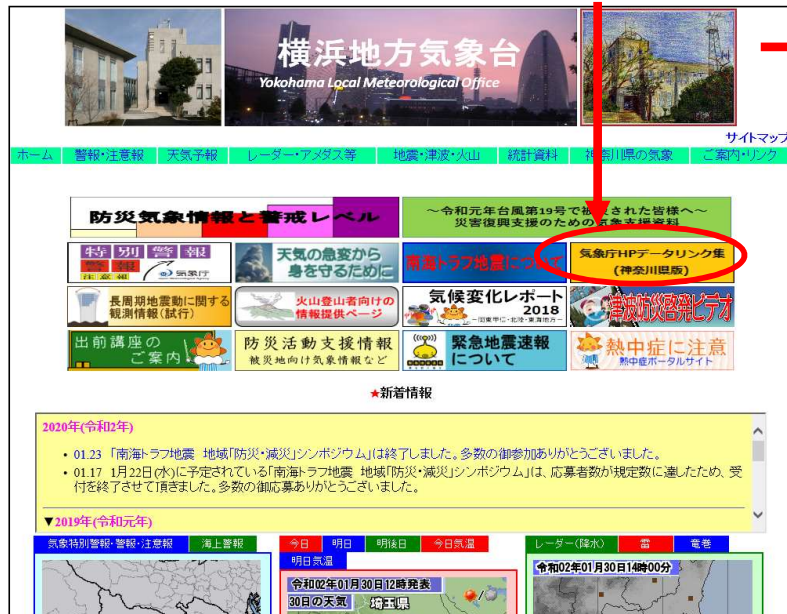 横浜地方気象台
Yokohama Local Meteorological Office
サイトマップ
ホーム 警報・注意報 天気予報 レーダー・アメダス等 地震・津波・火山 統計資料 神奈川県の気象 ご案内・リンク
防災気象情報と警戒レベル
～令和元年台風第19号で被災された皆様へ～
災害復興支援のための気象支援資料
特別警報
警報
注意報
気象庁
天気の急変から
身を守るために
南海トラフ地震について
気象庁HPデータリンク集
(神奈川県版)
長周期地震動に関する
観測情報(試行)
火山登山者向けの
情報提供ページ
気候変化レポート
2018
－関東甲信・北陸・東海地方－
津波防災啓発ビデオ
出前講座の
ご案内
防災活動支援情報
被災地向け気象情報など
緊急地震速報
について
熱中症に注意
熱中症ポータルサイト
★新着情報
2020年(令和2年)
• 01.23 「南海トラフ地震 地域「防災・減災」シンポジウム」は終了しました。多数の御参加ありがとうございました。
• 01.17 1月22日(水)に予定されている「南海トラフ地震 地域「防災・減災」シンポジウム」は、応募者数が規定数に達したため、受
付を終了させて頂きました。多数の御応募ありがとうございました。
▼2019年(令和元年)
気象特別警報・警報・注意報 海上警報
今日 明日 明後日 今日気温
明日気温
レーダー(降水) 雷 竜巻
令和02年01月30日12時発表
30日の天気 埼玉県
令和02年01月30日14時00分